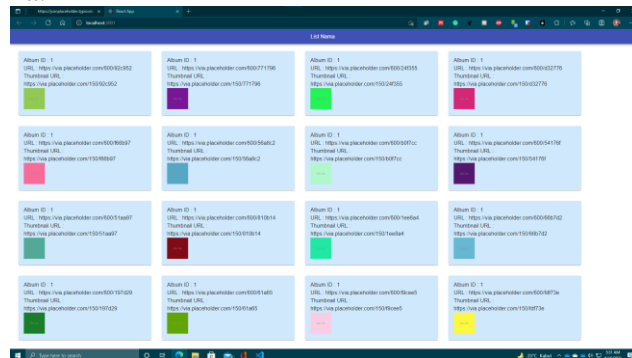 React App
localhost:3001
List Name
Album ID : 1
URL : https://via.placeholder.com/600/92c952
Thumbnail URL :
https://via.placeholder.com/150/92c952
Album ID : 1
URL : https://via.placeholder.com/600/771796
Thumbnail URL :
https://via.placeholder.com/150/771796
Album ID : 1
URL : https://via.placeholder.com/600/24f355
Thumbnail URL :
https://via.placeholder.com/150/24f355
Album ID : 1
URL : https://via.placeholder.com/600/d32776
Thumbnail URL :
https://via.placeholder.com/150/d32776
Album ID : 1
URL : https://via.placeholder.com/600/f66b97
Thumbnail URL :
https://via.placeholder.com/150/f66b97
Album ID : 1
URL : https://via.placeholder.com/600/56a8c2
Thumbnail URL :
https://via.placeholder.com/150/56a8c2
Album ID : 1
URL : https://via.placeholder.com/600/b0f7cc
Thumbnail URL :
https://via.placeholder.com/150/b0f7cc
Album ID : 1
URL : https://via.placeholder.com/600/54176f
Thumbnail URL :
https://via.placeholder.com/150/54176f
Album ID : 1
URL : https://via.placeholder.com/600/51aa97
Thumbnail URL :
https://via.placeholder.com/150/51aa97
Album ID : 1
URL : https://via.placeholder.com/600/810b14
Thumbnail URL :
https://via.placeholder.com/150/810b14
Album ID : 1
URL : https://via.placeholder.com/600/1ee8a4
Thumbnail URL :
https://via.placeholder.com/150/1ee8a4
Album ID : 1
URL : https://via.placeholder.com/600/66b7d2
Thumbnail URL :
https://via.placeholder.com/150/66b7d2
Album ID : 1
URL : https://via.placeholder.com/600/197d29
Thumbnail URL :
https://via.placeholder.com/150/197d29
Album ID : 1
URL : https://via.placeholder.com/600/61a65
Thumbnail URL :
https://via.placeholder.com/150/61a65
Album ID : 1
URL : https://via.placeholder.com/600/f9cee5
Thumbnail URL :
https://via.placeholder.com/150/f9cee5
Album ID : 1
URL : https://via.placeholder.com/600/fdf73e
Thumbnail URL :
https://via.placeholder.com/150/fdf73e
Type here to search